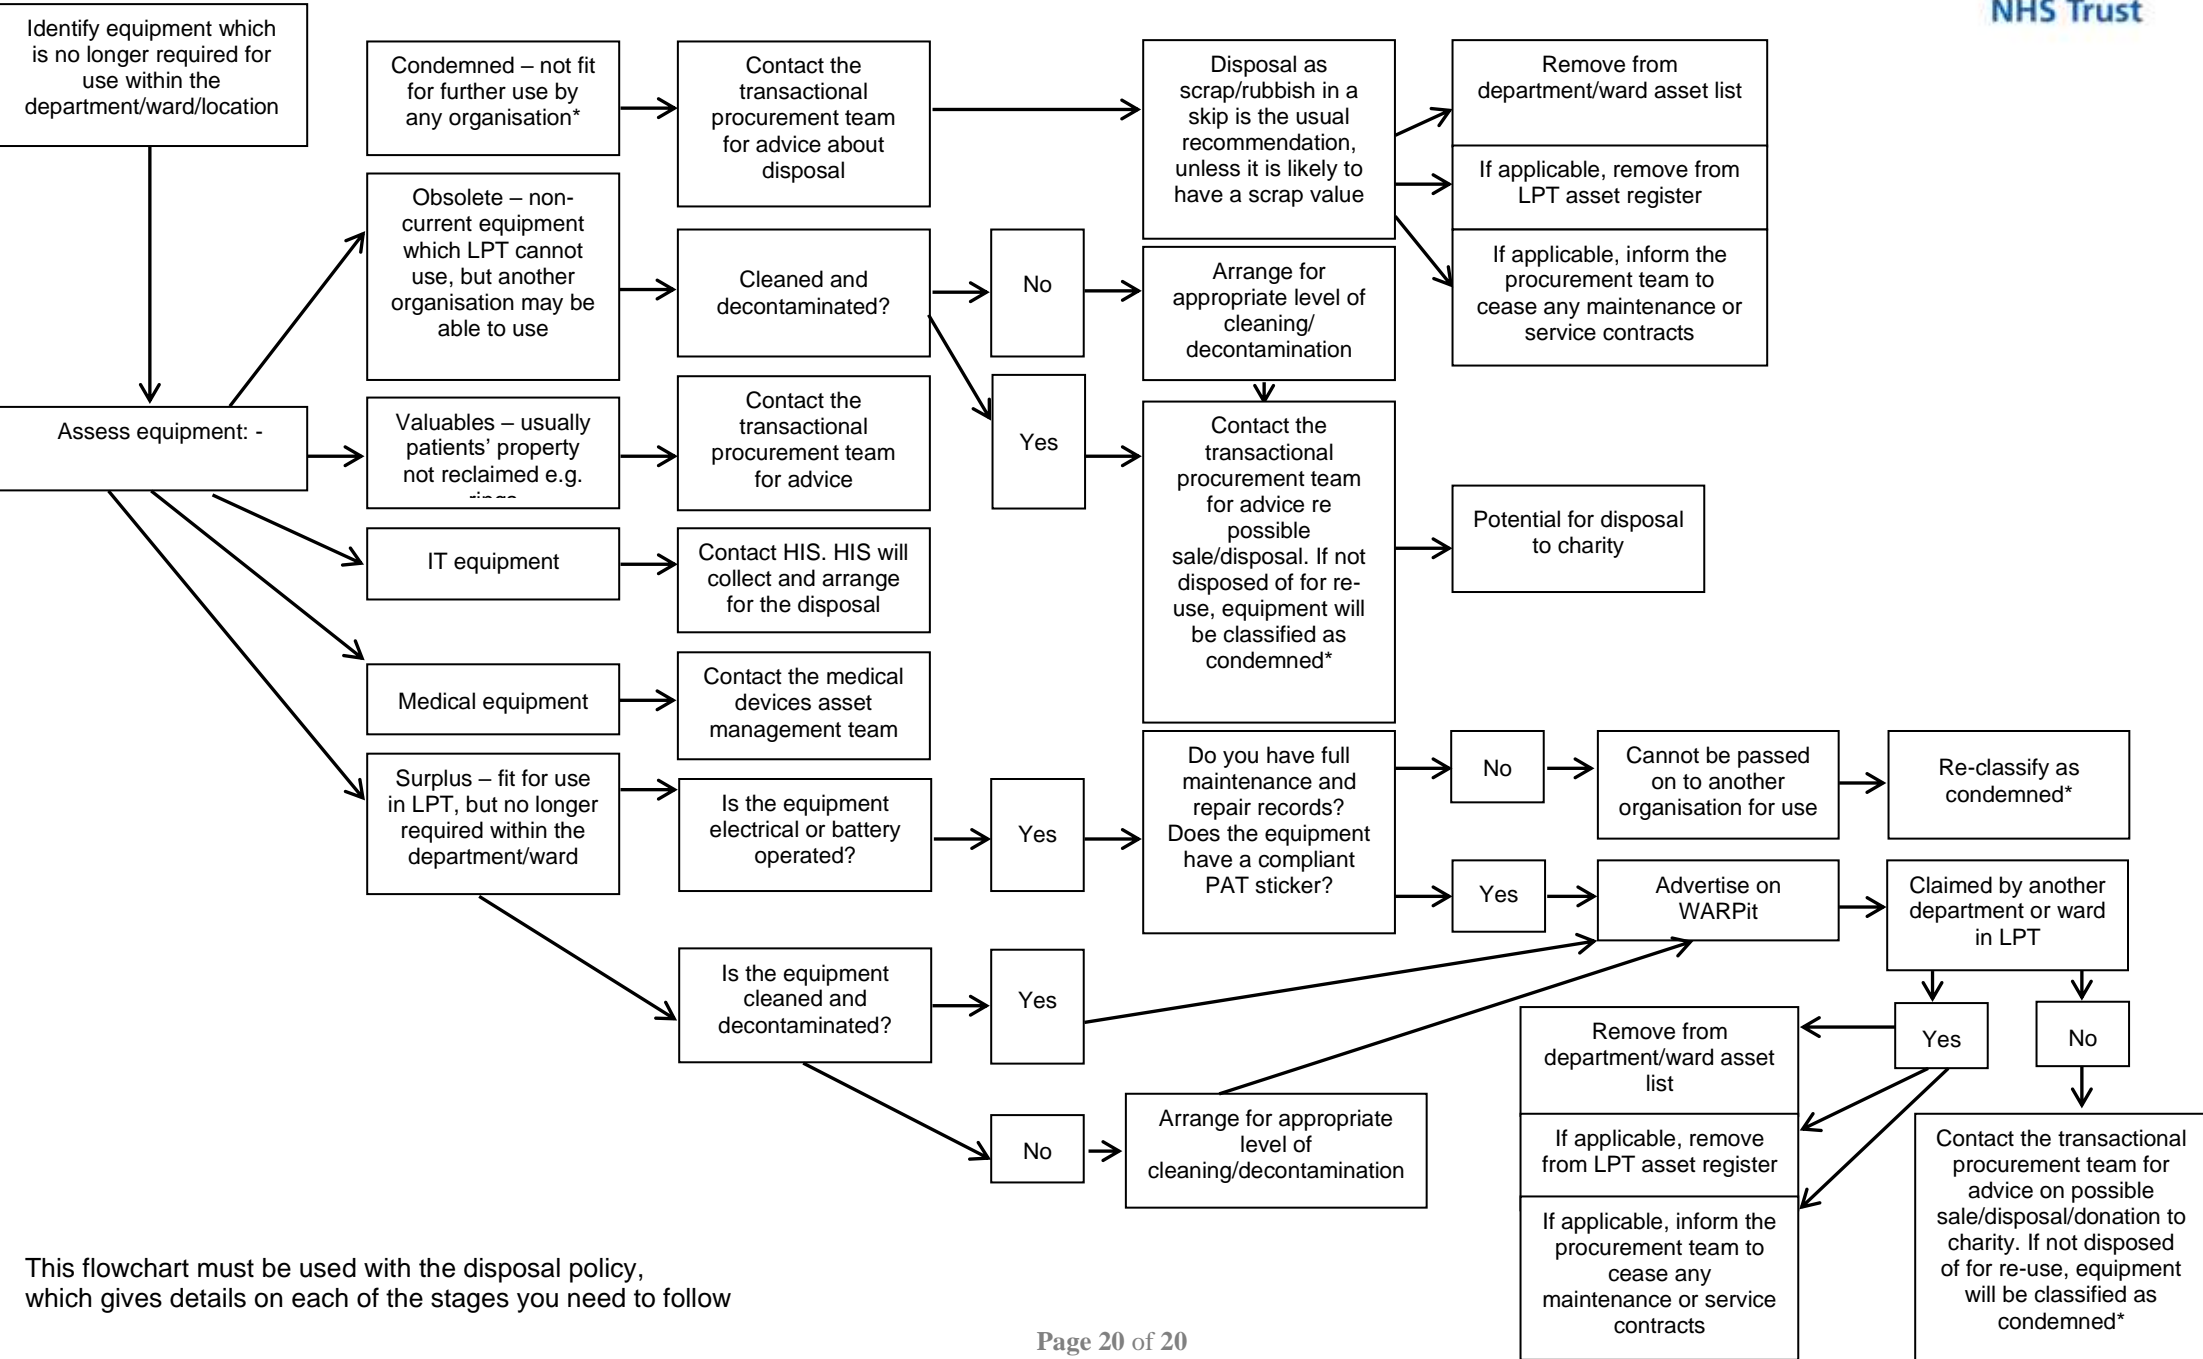 NHS Trust
Identify equipment which
is no longer required for
use within the
department/ward/location
Assess equipment: -
Condemned – not fit
for further use by
any organisation*
Contact the
transactional
procurement team
for advice about
disposal
Disposal as
scrap/rubbish in a
skip is the usual
recommendation,
unless it is likely to
have a scrap value
Remove from
department/ward asset list
If applicable, remove from
LPT asset register
If applicable, inform the
procurement team to
cease any maintenance or
service contracts
Obsolete – non-
current equipment
which LPT cannot
use, but another
organisation may be
able to use
Cleaned and
decontaminated?
No
Arrange for
appropriate level of
cleaning/
decontamination
Yes
Contact the
transactional
procurement team
for advice re
possible
sale/disposal. If not
disposed of for re-
use, equipment will
be classified as
condemned*
Potential for disposal
to charity
Valuables – usually
patients’ property
not reclaimed e.g.
Contact the
transactional
procurement team
for advice
IT equipment
Contact HIS. HIS will
collect and arrange
for the disposal
Medical equipment
Contact the medical
devices asset
management team
Surplus – fit for use
in LPT, but no longer
required within the
department/ward
Is the equipment
electrical or battery
operated?
Yes
Do you have full
maintenance and
repair records?
Does the equipment
have a compliant
PAT sticker?
No
Cannot be passed
on to another
organisation for use
Re-classify as
condemned*
Yes
Advertise on
WARPit
Claimed by another
department or ward
in LPT
Is the equipment
cleaned and
decontaminated?
Yes
No
Arrange for appropriate
level of
cleaning/decontamination
Yes
Remove from
department/ward asset
list
If applicable, remove
from LPT asset register
If applicable, inform the
procurement team to
cease any
maintenance or service
contracts
No
Contact the transactional
procurement team for
advice on possible
sale/disposal/donation to
charity. If not disposed
of for re-use, equipment
will be classified as
condemned*
This flowchart must be used with the disposal policy,
which gives details on each of the stages you need to follow
Page 20 of 20